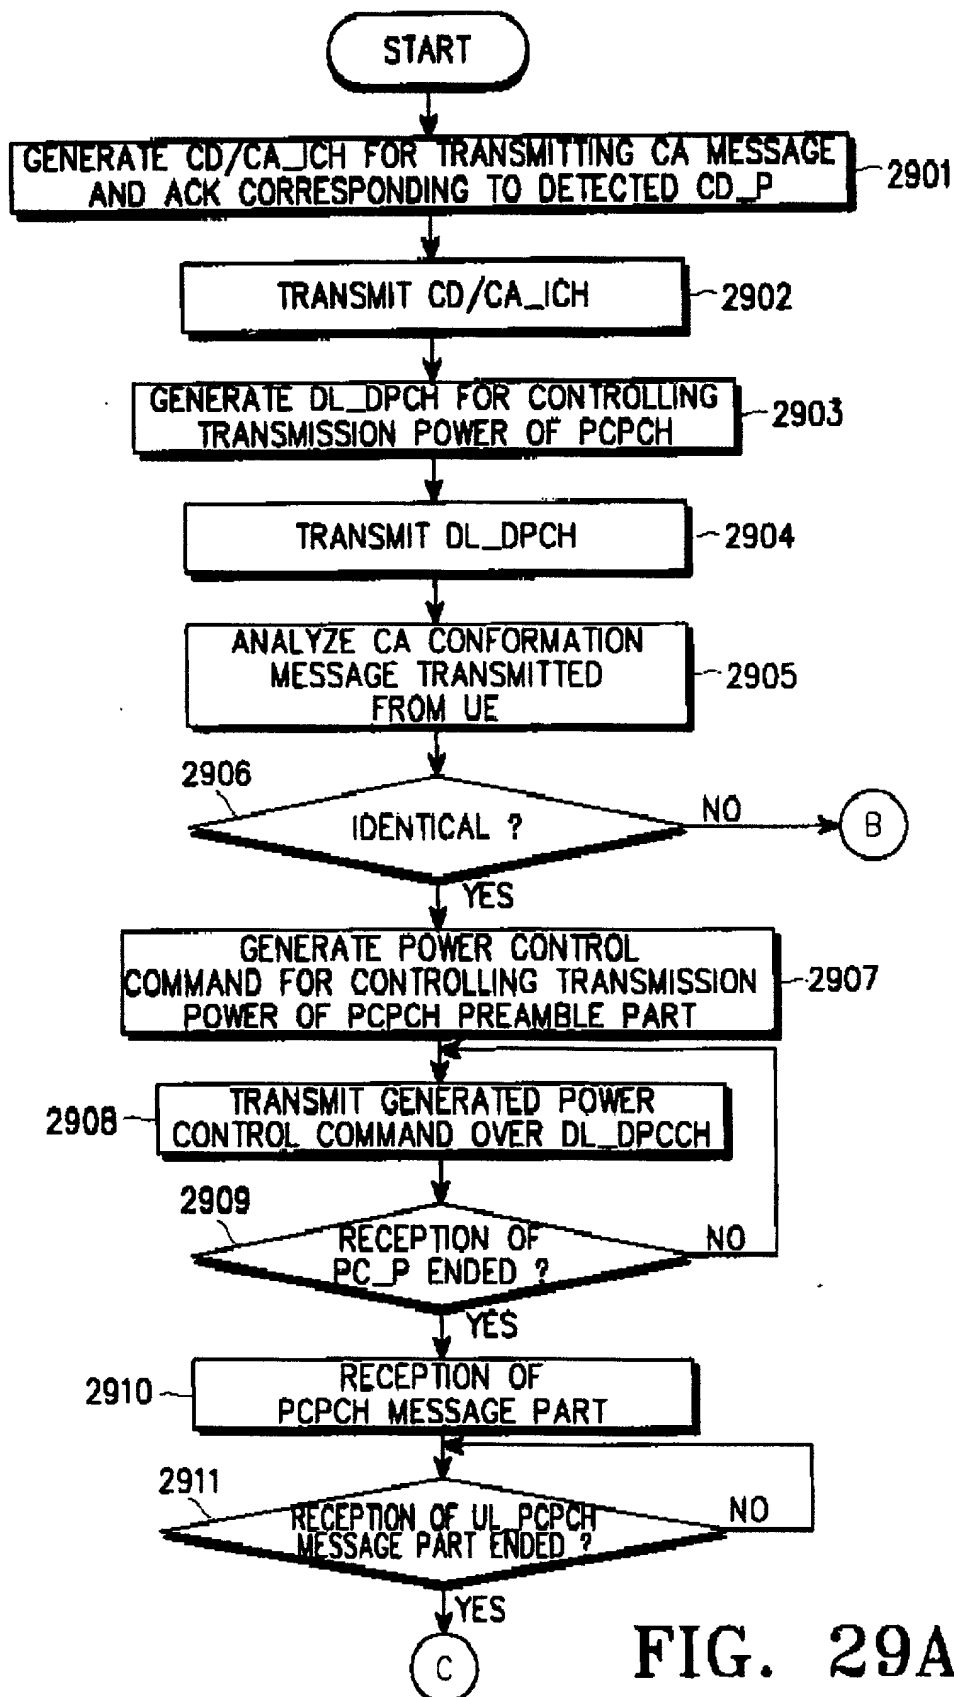 START
GENERATE CD/CA_ICH FOR TRANSMITTING CA MESSAGE
AND ACK CORRESPONDING TO DETECTED CD_P
2901
TRANSMIT CD/CA_ICH
2902
GENERATE DL_DPCH FOR CONTROLLING
TRANSMISSION POWER OF PCPCH
2903
TRANSMIT DL_DPCH
2904
ANALYZE CA CONFORMATION
MESSAGE TRANSMITTED
FROM UE
2905
2906
IDENTICAL ?
NO
B
YES
GENERATE POWER CONTROL
COMMAND FOR CONTROLLING TRANSMISSION
POWER OF PCPCH PREAMBLE PART
2907
2908
TRANSMIT GENERATED POWER
CONTROL COMMAND OVER DL_DPCCH
2909
RECEPTION OF
PC_P ENDED ?
NO
YES
2910
RECEPTION OF
PCPCH MESSAGE PART
2911
RECEPTION OF UL PCPCH
MESSAGE PART ENDED ?
NO
YES
C
FIG. 29A